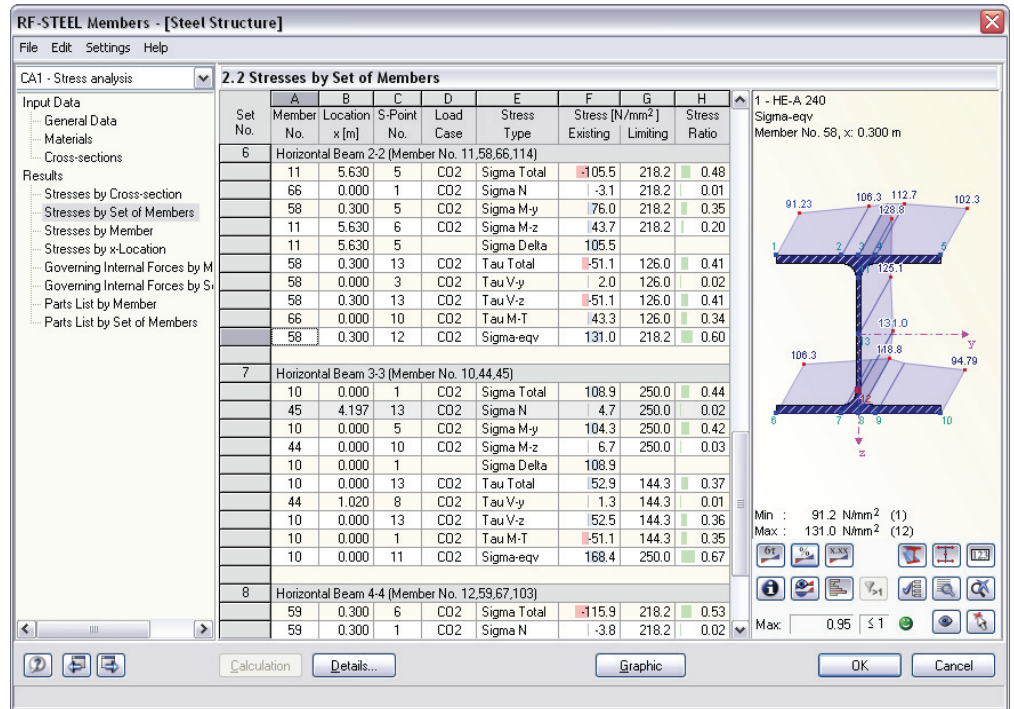 RF-STEEL Members - [Steel Structure]
File Edit Settings Help
CA1 - Stress analysis
Input Data
General Data
Materials
Cross-sections
Results
Stresses by Cross-section
Stresses by Set of Members
Stresses by Member
Stresses by x-Location
Governing Internal Forces by M
Governing Internal Forces by S
Parts List by Member
Parts List by Set of Members
2.2 Stresses by Set of Members
A B C D E F G H
Set Member Location S-Point Load Stress Stress [N/mm²] Stress
No. No. x [m] No. Case Type Existing Limiting Ratio
6 Horizontal Beam 2-2 (Member No. 11,58,66,114)
11 5.630 5 CO2 Sigma Total -105.5 218.2 0.48
66 0.000 1 CO2 Sigma N -3.1 218.2 0.01
58 0.300 5 CO2 Sigma M-y 76.0 218.2 0.35
11 5.630 6 CO2 Sigma M-z 43.7 218.2 0.20
11 5.630 5 Sigma Delta 105.5
58 0.300 13 CO2 Tau Total -51.1 126.0 0.41
58 0.000 3 CO2 Tau V-y 2.0 126.0 0.02
58 0.300 13 CO2 Tau V-z -51.1 126.0 0.41
66 0.000 10 CO2 Tau M-T 43.3 126.0 0.34
58 0.300 12 CO2 Sigma-eqv 131.0 218.2 0.60
7 Horizontal Beam 3-3 (Member No. 10,44,45)
10 0.000 1 CO2 Sigma Total 108.9 250.0 0.44
45 4.197 13 CO2 Sigma N 4.7 250.0 0.02
10 0.000 5 CO2 Sigma M-y 104.3 250.0 0.42
44 0.000 10 CO2 Sigma M-z 6.7 250.0 0.03
10 0.000 1 Sigma Delta 108.9
10 0.000 13 CO2 Tau Total 52.9 144.3 0.37
44 1.020 8 CO2 Tau V-y 1.3 144.3 0.01
10 0.000 13 CO2 Tau V-z 52.5 144.3 0.36
10 0.000 1 CO2 Tau M-T -51.1 144.3 0.35
10 0.000 11 CO2 Sigma-eqv 168.4 250.0 0.67
8 Horizontal Beam 4-4 (Member No. 12,59,67,103)
59 0.300 6 CO2 Sigma Total -115.9 218.2 0.53
59 0.300 1 CO2 Sigma N -3.8 218.2 0.02
1 - HE-A 240
Sigma-eqv
Member No. 58, x: 0.300 m
91.23 106.3 112.7 102.3
128.8
1 2 3 4 5
11 125.1
131.0
13 y
106.3 118.8 94.79
12
6 7 8 9 10
z
Min : 91.2 N/mm² (1)
Max : 131.0 N/mm² (12)
στ % x.xx
>1
Max: 0.95 ≤ 1
Calculation Details... Graphic OK Cancel